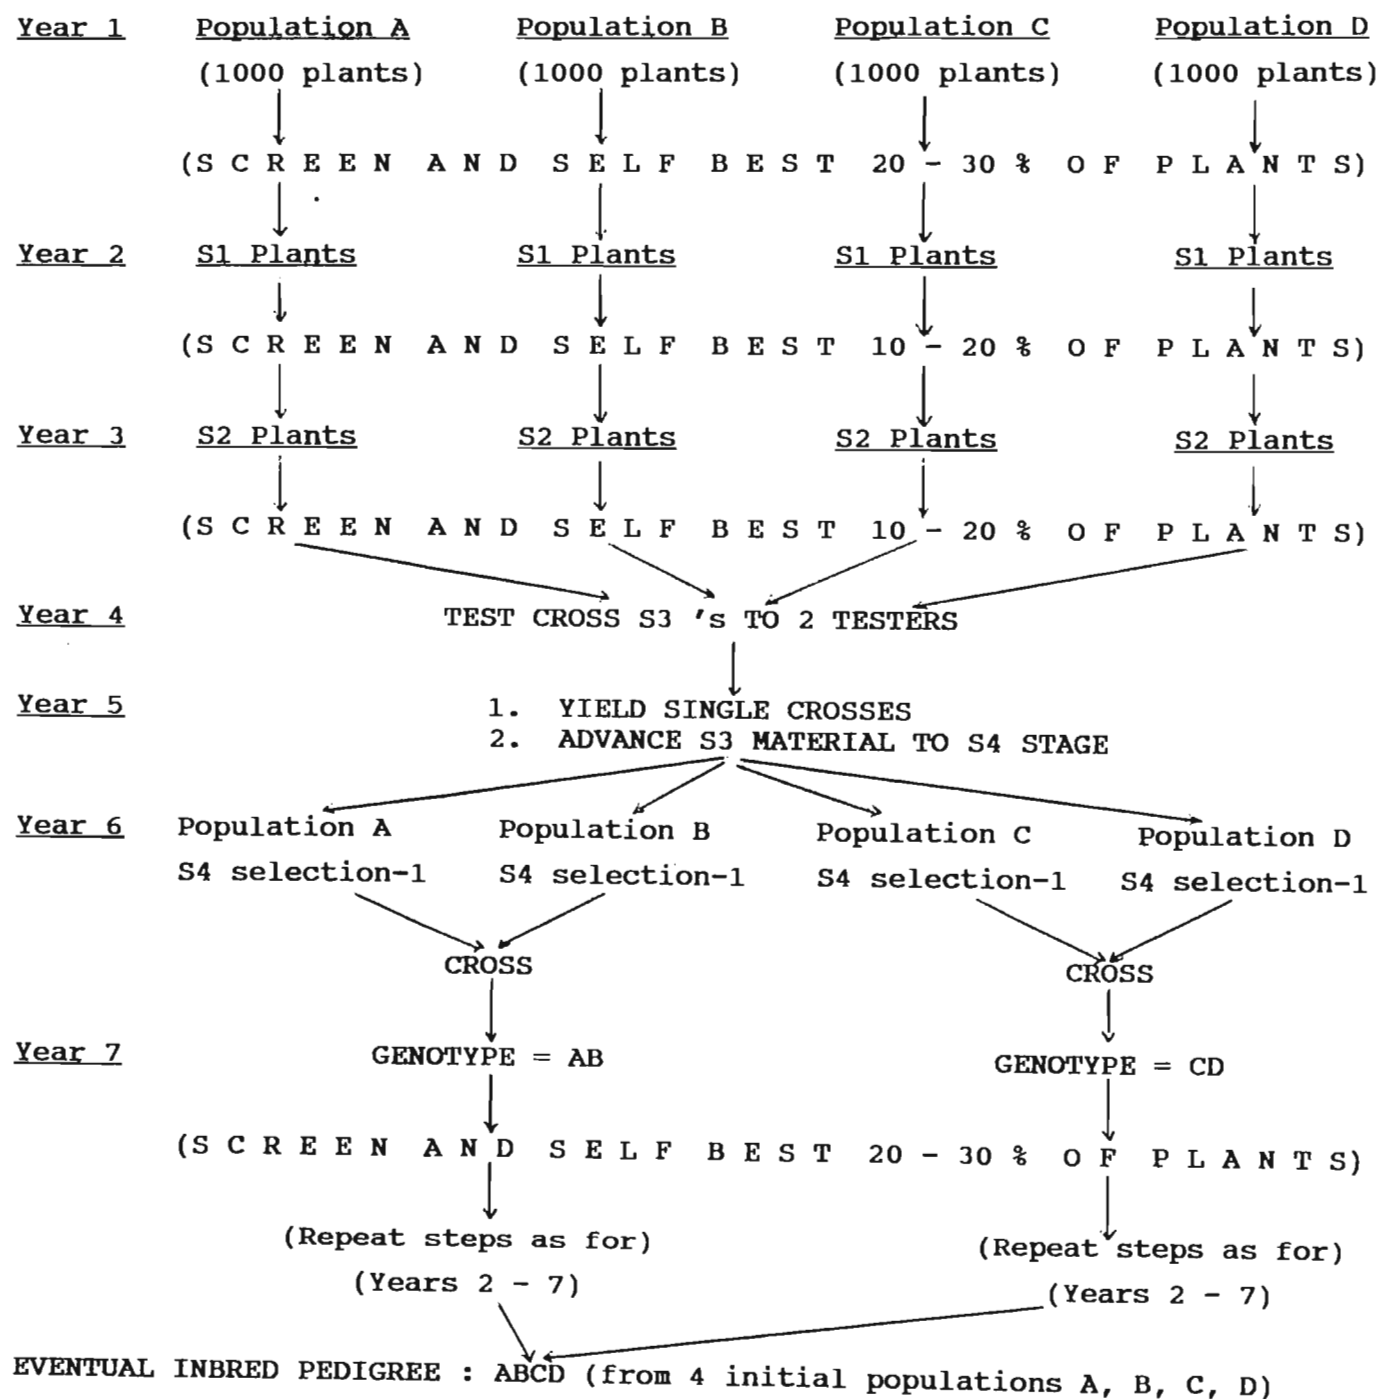 Year 1 Population A Population B Population C Population D
(1000 plants) (1000 plants) (1000 plants) (1000 plants)
(S C R E E N A N D S E L F B E S T 20 - 30 % O F P L A N T S)
Year 2 S1 Plants S1 Plants S1 Plants S1 Plants
(S C R E E N A N D S E L F B E S T 10 - 20 % O F P L A N T S)
Year 3 S2 Plants S2 Plants S2 Plants S2 Plants
(S C R E E N A N D S E L F B E S T 10 - 20 % O F P L A N T S)
Year 4 TEST CROSS S3 's TO 2 TESTERS
Year 5 1. YIELD SINGLE CROSSES
2. ADVANCE S3 MATERIAL TO S4 STAGE
Year 6 Population A Population B Population C Population D
S4 selection-1 S4 selection-1 S4 selection-1 S4 selection-1
CROSS CROSS
Year 7 GENOTYPE = AB GENOTYPE = CD
(S C R E E N A N D S E L F B E S T 20 - 30 % O F P L A N T S)
(Repeat steps as for) (Repeat steps as for)
(Years 2 - 7) (Years 2 - 7)
EVENTUAL INBRED PEDIGREE : ABCD (from 4 initial populations A, B, C, D)